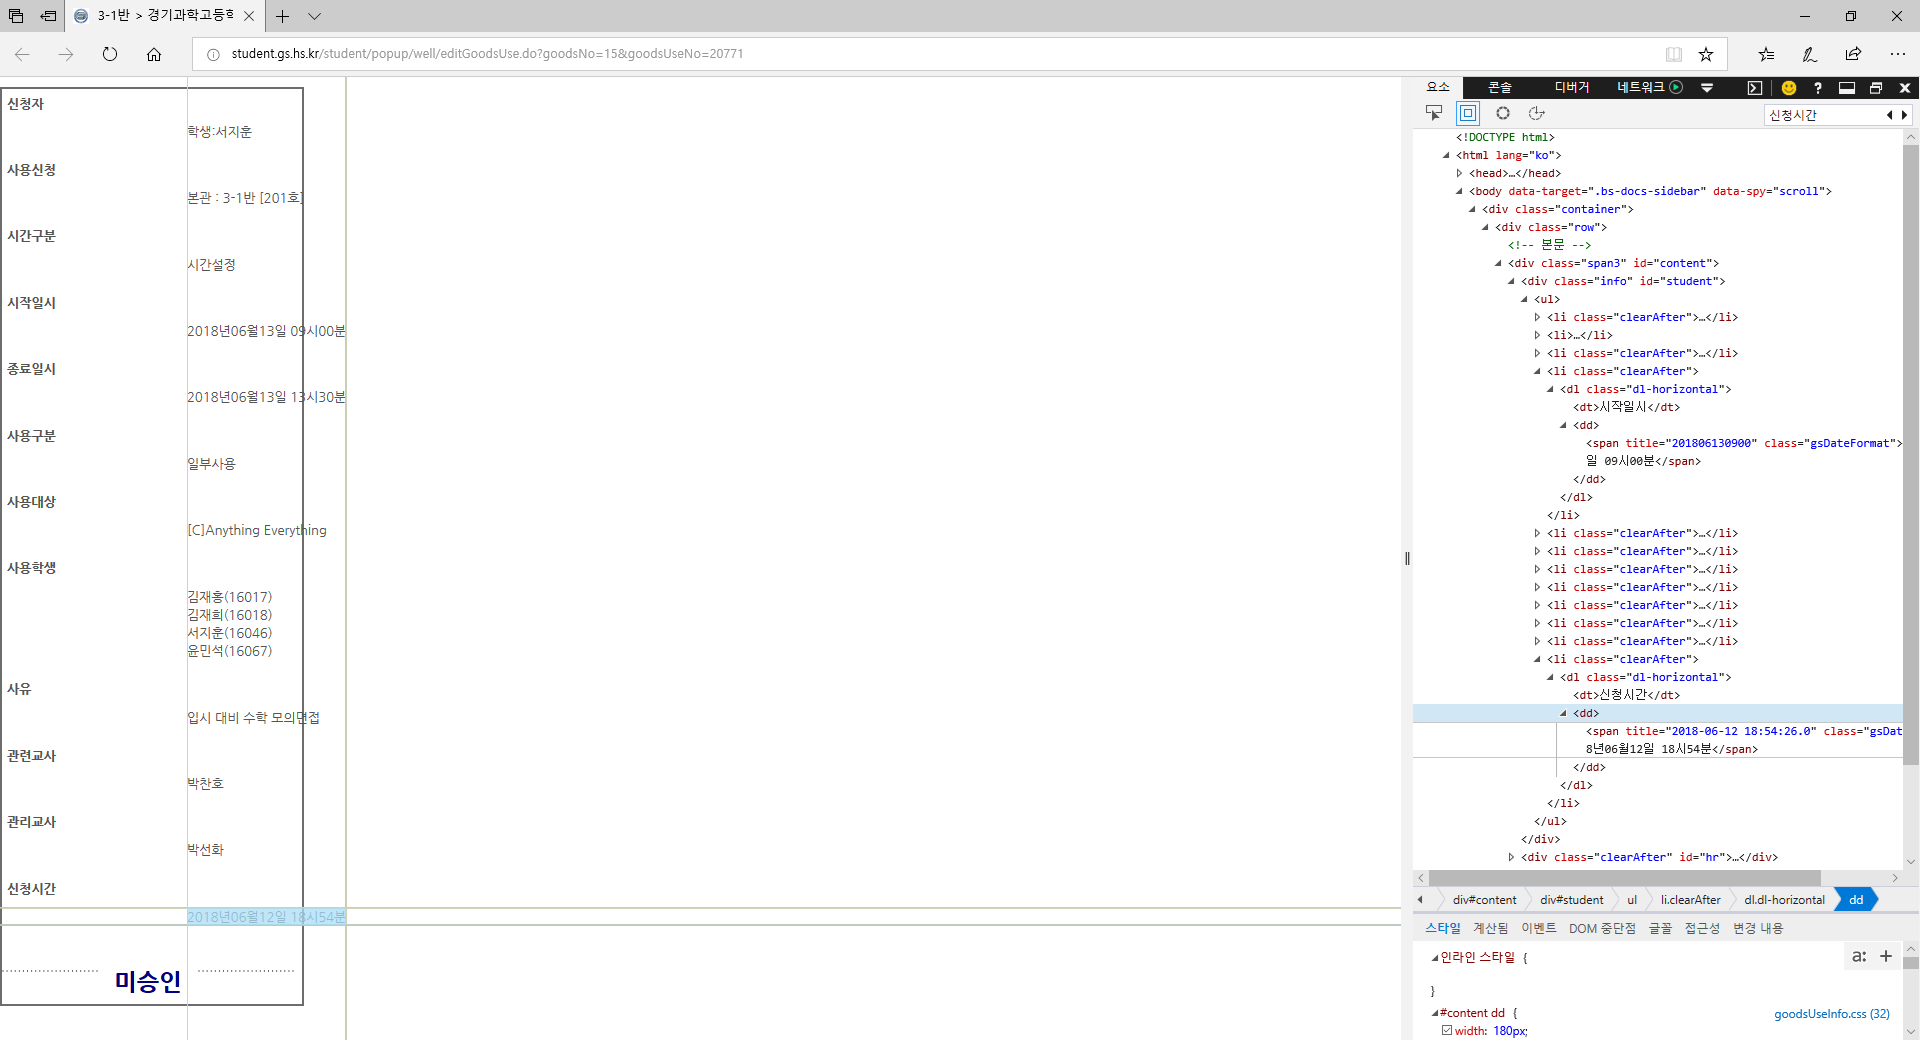 3-1반 > 경기과학고등학
student.gs.hs.kr/student/popup/well/editGoodsUse.do?goodsNo=15&goodsUseNo=20771
신청자
학생:서지훈
사용신청
본관 : 3-1반 [201호]
시간구분
시간설정
시작일시
2018년06월13일 09시00분
종료일시
2018년06월13일 13시30분
사용구분
일부사용
사용대상
[C]Anything Everything
사용학생
김재홍(16017)
김재희(16018)
서지훈(16046)
윤민석(16067)
사유
입시 대비 수학 모의면접
관련교사
박찬호
관리교사
박선화
신청시간
2018년06월12일 18시54분
미승인
요소 콘솔 디버거 네트워크
신청시간
<!DOCTYPE html>
<html lang="ko">
<head>…</head>
<body data-target=".bs-docs-sidebar" data-spy="scroll">
<div class="container">
<div class="row">
<!-- 본문 -->
<div class="span3" id="content">
<div class="info" id="student">
<ul>
<li class="clearAfter">…</li>
<li>…</li>
<li class="clearAfter">…</li>
<li class="clearAfter">
<dl class="dl-horizontal">
<dt>시작일시</dt>
<dd>
<span title="201806130900" class="gsDateFormat">
일 09시00분</span>
</dd>
</dl>
</li>
<li class="clearAfter">…</li>
<li class="clearAfter">…</li>
<li class="clearAfter">…</li>
<li class="clearAfter">…</li>
<li class="clearAfter">…</li>
<li class="clearAfter">…</li>
<li class="clearAfter">…</li>
<li class="clearAfter">
<dl class="dl-horizontal">
<dt>신청시간</dt>
<dd>
<span title="2018-06-12 18:54:26.0" class="gsDat
8년06월12일 18시54분</span>
</dd>
</dl>
</li>
</ul>
</div>
<div class="clearAfter" id="hr">…</div>
div#content div#student ul li.clearAfter dl.dl-horizontal dd
스타일 계산됨 이벤트 DOM 중단점 글꼴 접근성 변경 내용
인라인 스타일 {
a: +
}
#content dd { goodsUseInfo.css (32)
width: 180px;